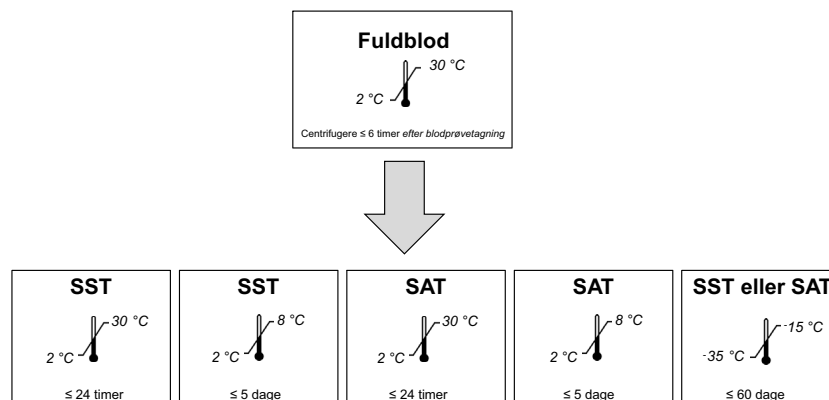 Fuldblod
30 °C
2 °C
Centrifugere ≤ 6 timer efter blodprøvetagning
SST
30 °C
2 °C
≤ 24 timer
SST
8 °C
2 °C
≤ 5 dage
SAT
30 °C
2 °C
≤ 24 timer
SAT
8 °C
2 °C
≤ 5 dage
SST eller SAT
-15 °C
-35 °C
≤ 60 dage